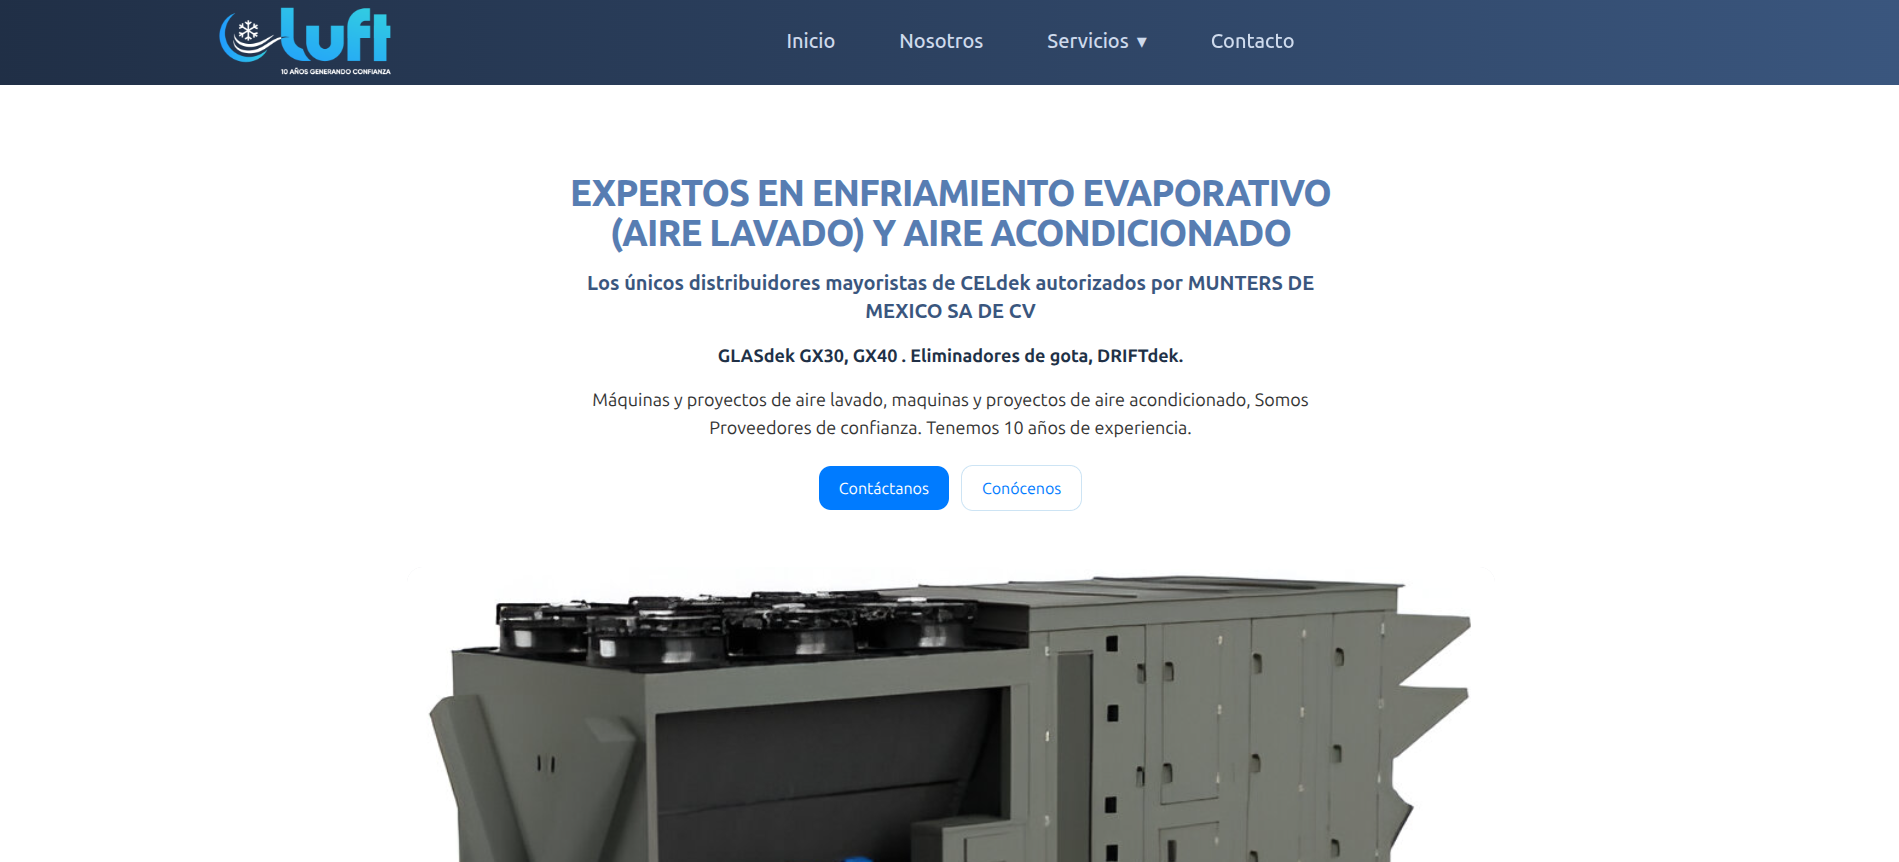 Luft
10 AÑOS GENERANDO CONFIANZA
Inicio
Nosotros
Servicios ▾
Contacto
EXPERTOS EN ENFRIAMIENTO EVAPORATIVO
(AIRE LAVADO) Y AIRE ACONDICIONADO
Los únicos distribuidores mayoristas de CELdek autorizados por MUNTERS DE
MEXICO SA DE CV
GLASdek GX30, GX40 . Eliminadores de gota, DRIFTdek.
Máquinas y proyectos de aire lavado, maquinas y proyectos de aire acondicionado, Somos
Proveedores de confianza. Tenemos 10 años de experiencia.
Contáctanos
Conócenos